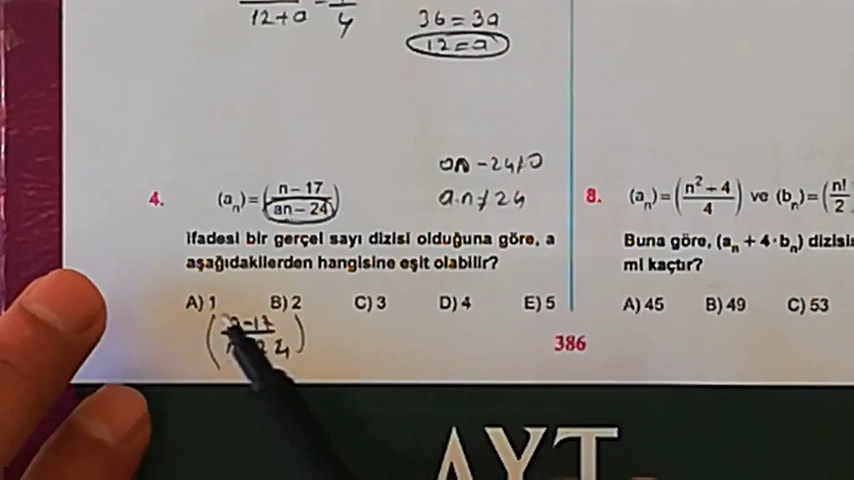 12+a = 1/4
36 = 3a
12 = a
an - 24 ≠ 0
a.n ≠ 24
4. (aₙ) = (n - 17 / an - 24)
ifadesi bir gerçel sayı dizisi olduğuna göre, a
aşağıdakilerden hangisine eşit olabilir?
A) 1 B) 2 C) 3 D) 4 E) 5
8. (aₙ) = (n² + 4 / 4) ve (bₙ) = (n! / 2
Buna göre, (aₙ + 4·bₙ) dizisi
mi kaçtır?
A) 45 B) 49 C) 53
386
AYT